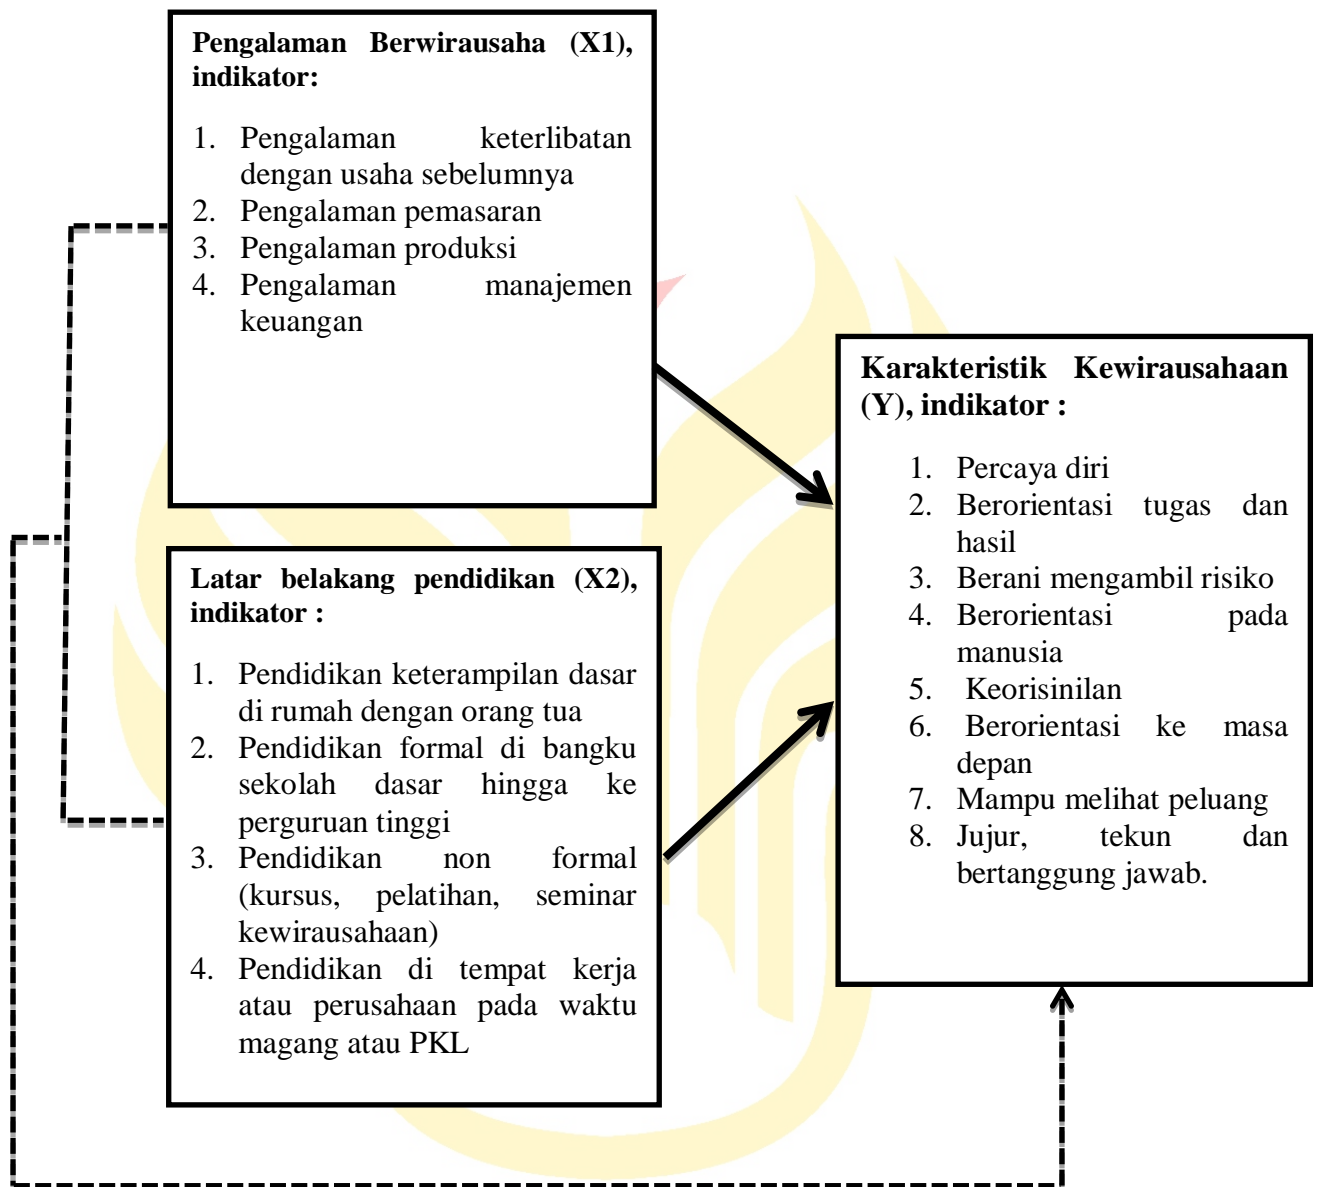 Pengalaman Berwirausaha (X1),
indikator:
1. Pengalaman keterlibatan
dengan usaha sebelumnya
2. Pengalaman pemasaran
3. Pengalaman produksi
4. Pengalaman manajemen
keuangan
Latar belakang pendidikan (X2),
indikator :
1. Pendidikan keterampilan dasar
di rumah dengan orang tua
2. Pendidikan formal di bangku
sekolah dasar hingga ke
perguruan tinggi
3. Pendidikan non formal
(kursus, pelatihan, seminar
kewirausahaan)
4. Pendidikan di tempat kerja
atau perusahaan pada waktu
magang atau PKL
Karakteristik Kewirausahaan
(Y), indikator :
1. Percaya diri
2. Berorientasi tugas dan
hasil
3. Berani mengambil risiko
4. Berorientasi pada
manusia
5. Keorisinilan
6. Berorientasi ke masa
depan
7. Mampu melihat peluang
8. Jujur, tekun dan
bertanggung jawab.